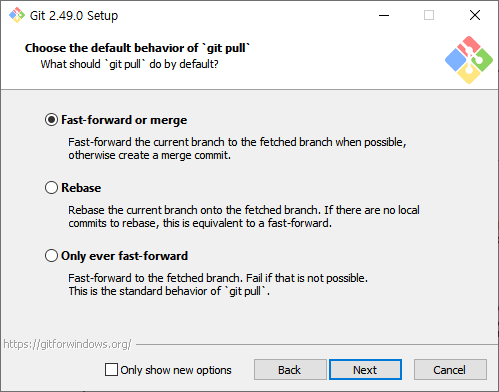 Git 2.49.0 Setup
Choose the default behavior of `git pull`
What should `git pull` do by default?
Fast-forward or merge
Fast-forward the current branch to the fetched branch when possible,
otherwise create a merge commit.
Rebase
Rebase the current branch onto the fetched branch. If there are no local
commits to rebase, this is equivalent to a fast-forward.
Only ever fast-forward
Fast-forward to the fetched branch. Fail if that is not possible.
This is the standard behavior of `git pull`.
https://gitforwindows.org/
Only show new options
Back
Next
Cancel